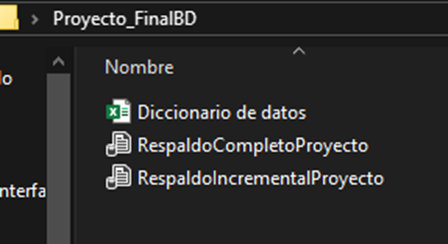 Proyecto_FinalBD
Nombre
Diccionario de datos
RespaldoCompletoProyecto
RespaldoIncrementalProyecto